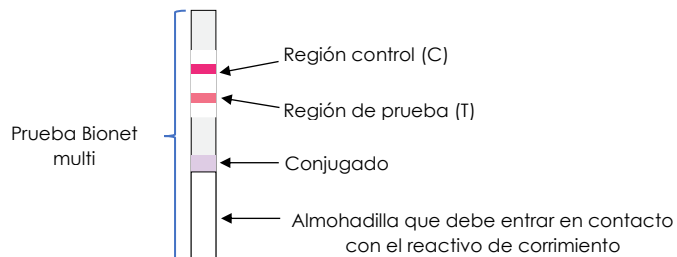 Región control (C)
Región de prueba (T)
Prueba Bionet
multi
Conjugado
Almohadilla que debe entrar en contacto
con el reactivo de corrimiento